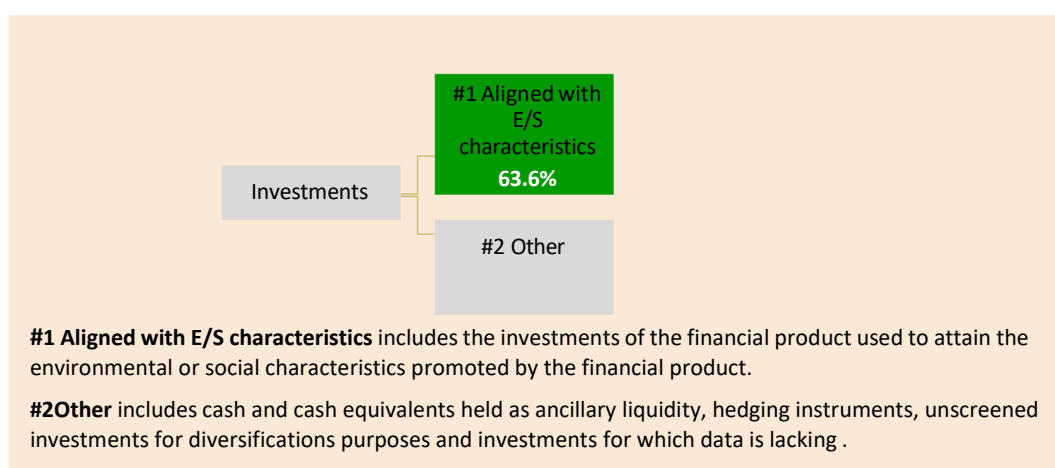 #1 Aligned with
E/S
characteristics
63.6%
Investments
#2 Other
#1 Aligned with E/S characteristics includes the investments of the financial product used to attain the
environmental or social characteristics promoted by the financial product.
#2Other includes cash and cash equivalents held as ancillary liquidity, hedging instruments, unscreened
investments for diversifications purposes and investments for which data is lacking .